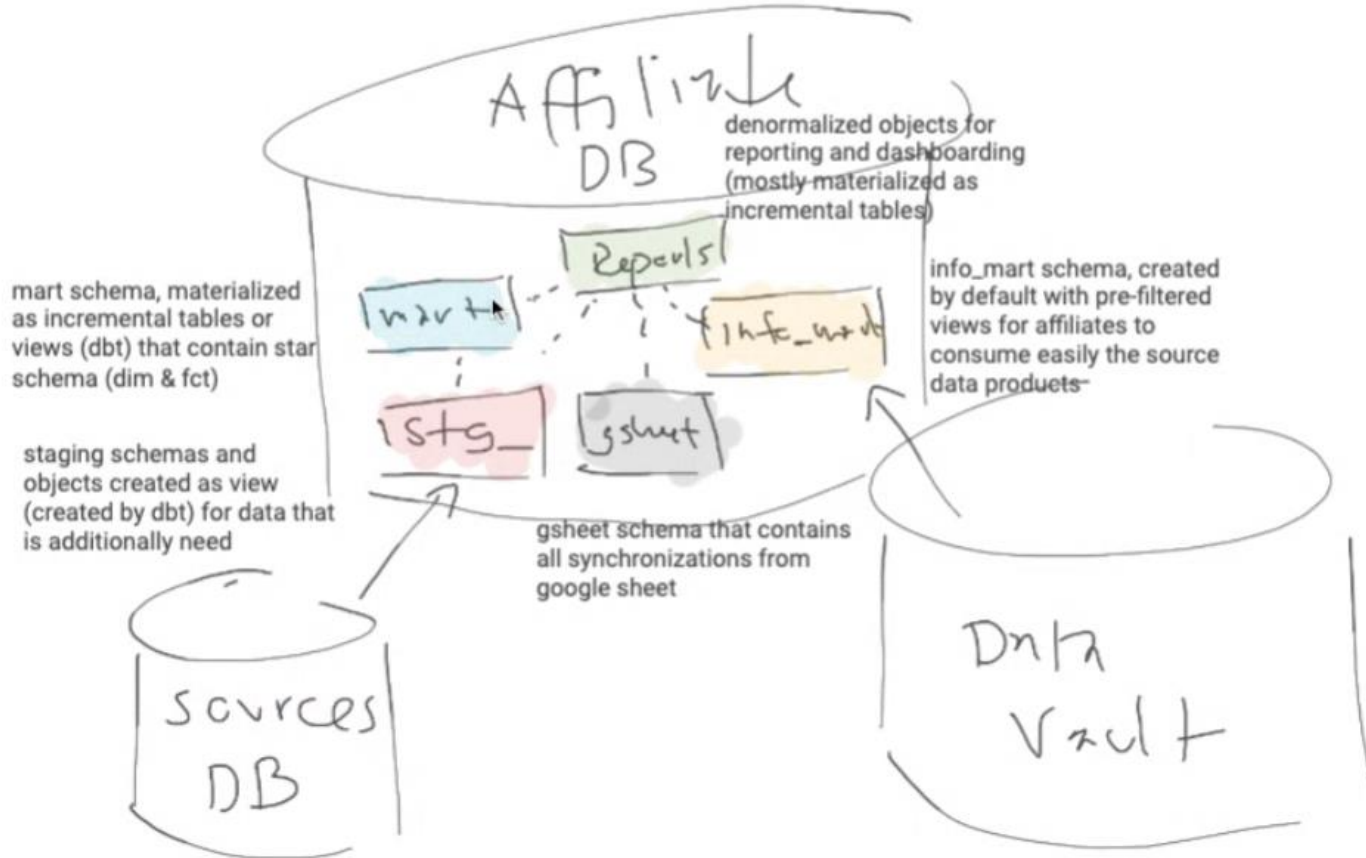 Affiliate
DB
denormalized objects for
reporting and dashboarding
(mostly materialized as
incremental tables)
Reports
mart
info_mart
stg_
gsheet
mart schema, materialized
as incremental tables or
views (dbt) that contain star
schema (dim & fct)
info_mart schema, created
by default with pre-filtered
views for affiliates to
consume easily the source
data products
staging schemas and
objects created as view
(created by dbt) for data that
is additionally need
gsheet schema that contains
all synchronizations from
google sheet
sources
DB
Data
Vault